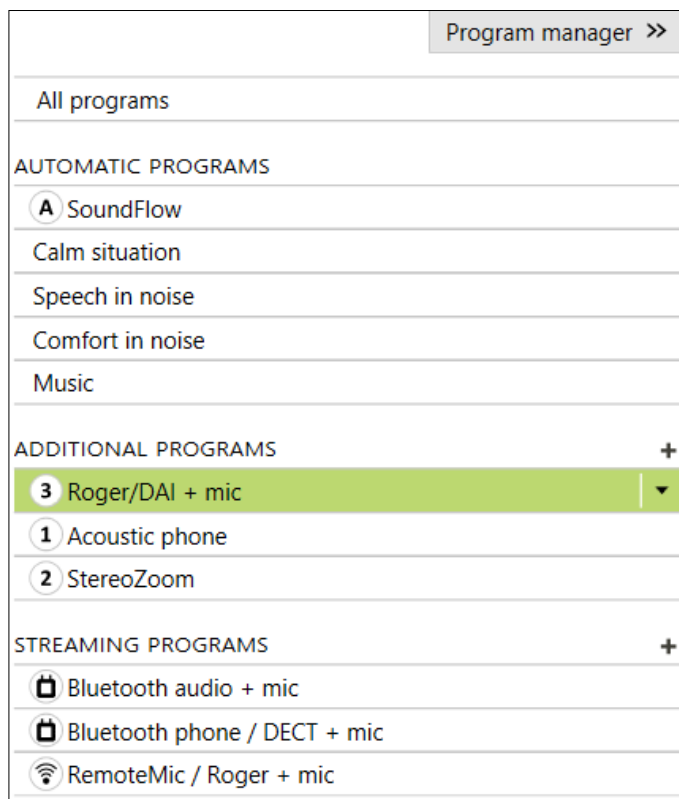 Program manager »
All programs
AUTOMATIC PROGRAMS
A SoundFlow
Calm situation
Speech in noise
Comfort in noise
Music
ADDITIONAL PROGRAMS +
3 Roger/DAI + mic
1 Acoustic phone
2 StereoZoom
STREAMING PROGRAMS +
Bluetooth audio + mic
Bluetooth phone / DECT + mic
RemoteMic / Roger + mic